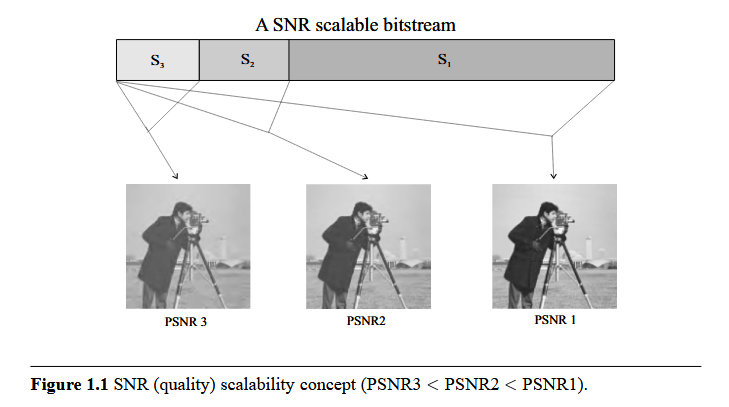 A SNR scalable bitstream
S₃ S₂ S₁
PSNR 3 PSNR2 PSNR 1
Figure 1.1 SNR (quality) scalability concept (PSNR3 < PSNR2 < PSNR1).